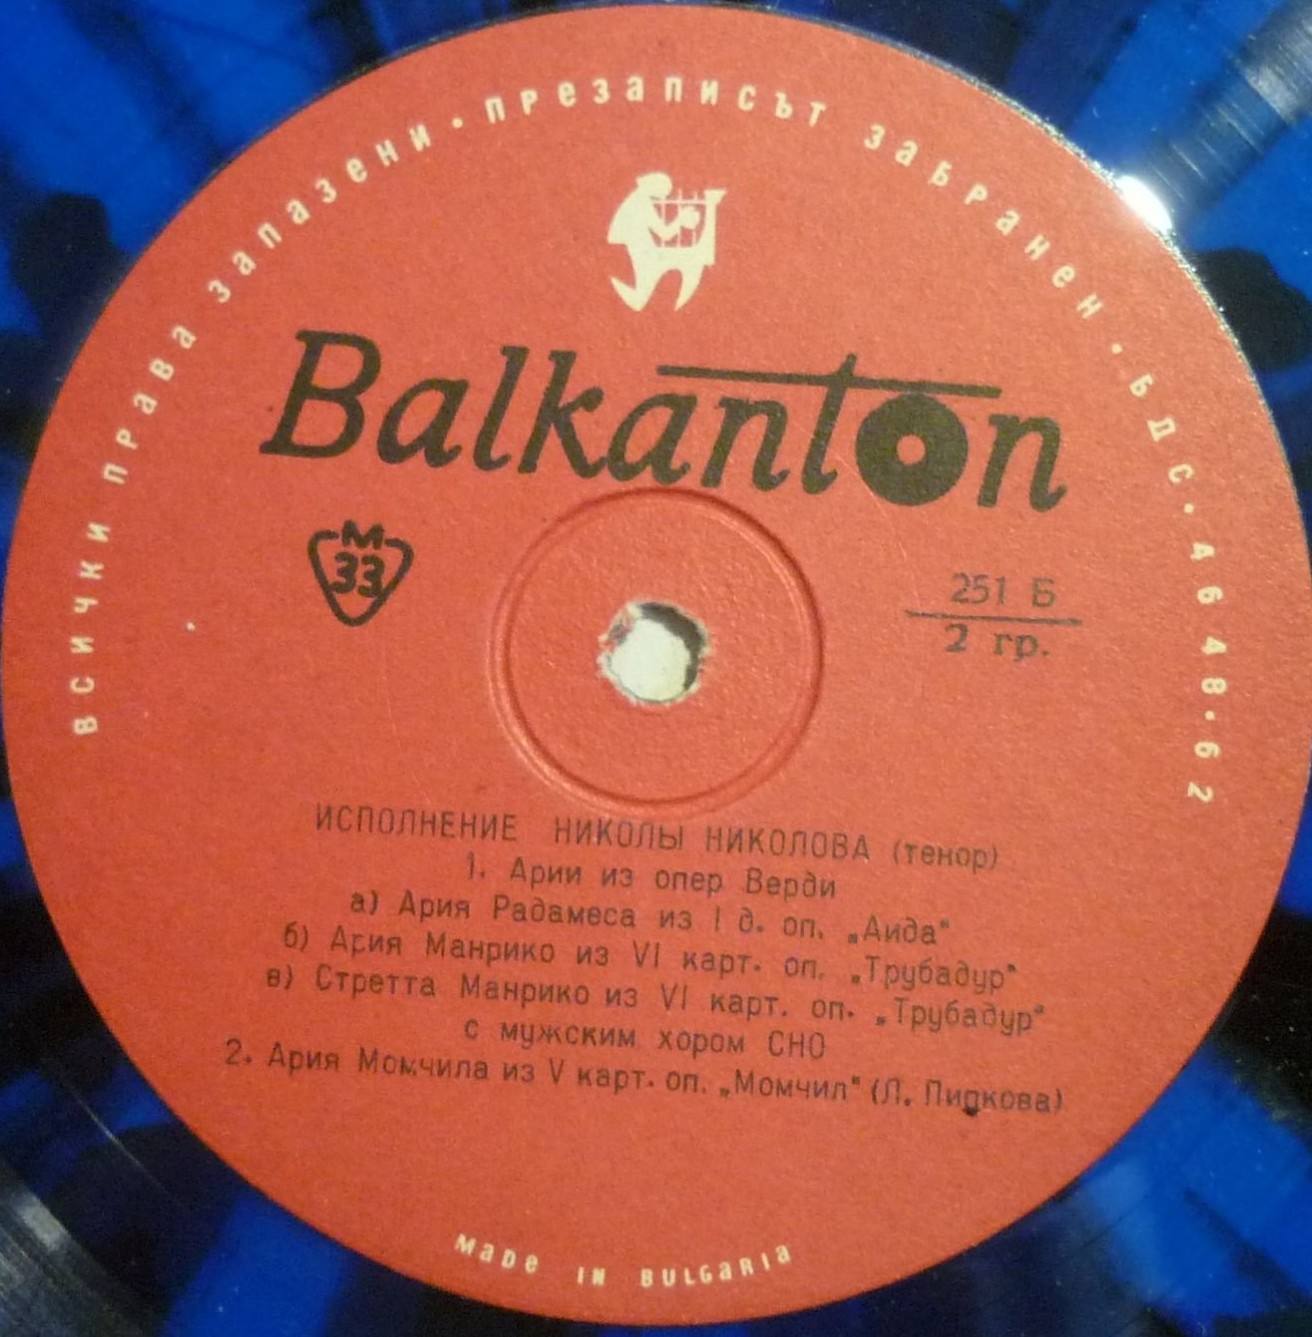 всички права запазени · презаписът забранен · БДС · 4648 · 62
Balkanton
М
33
251 Б
2 гр.
ИСПОЛНЕНИЕ НИКОЛЫ НИКОЛОВА (тенор)
1. Арии из опер Верди
а) Ария Радамеса из I д. оп. „Аида"
б) Ария Манрико из VI карт. оп. „Трубадур"
в) Стретта Манрико из VI карт. оп. „Трубадур"
с мужским хором СНО
2. Ария Момчила из V карт. оп. „Момчил" (Л. Пипкова)
MADE IN BULGARIA